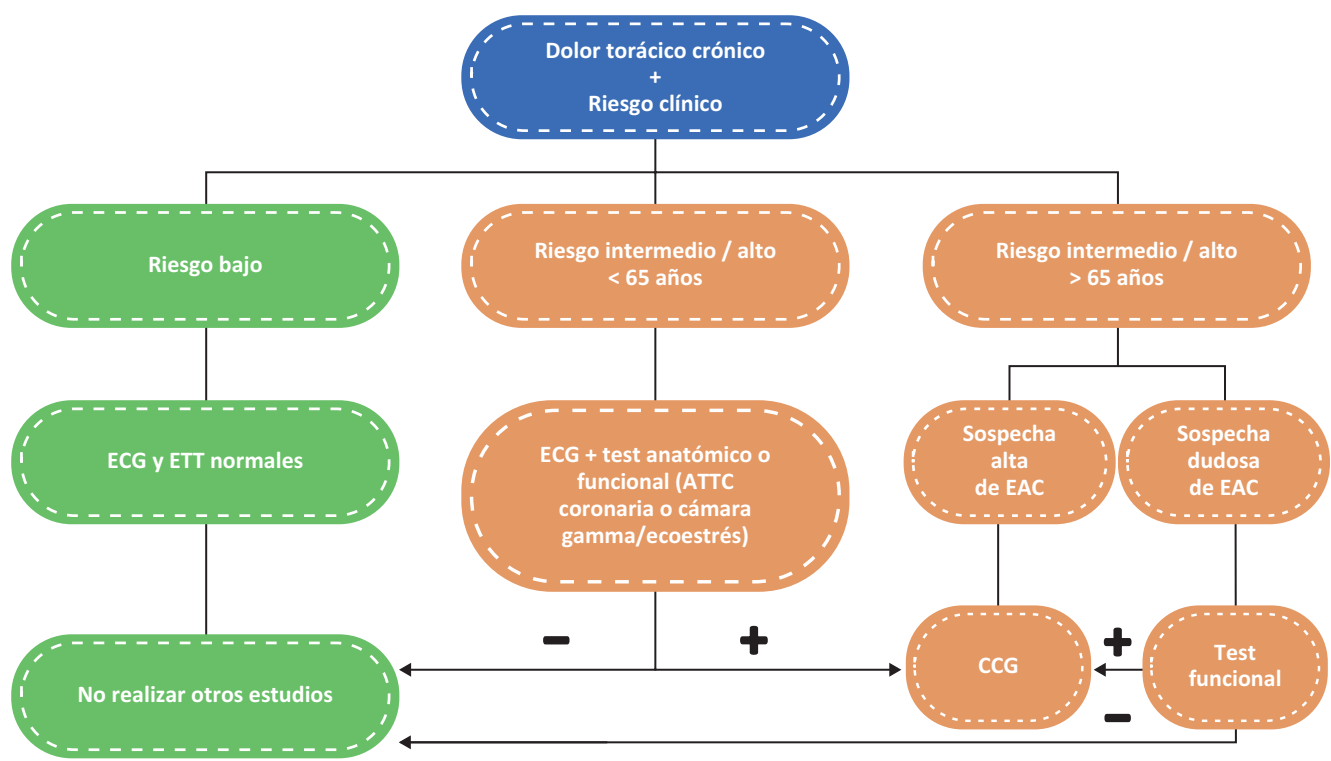 Dolor torácico crónico
+
Riesgo clínico
Riesgo bajo
Riesgo intermedio / alto
< 65 años
Riesgo intermedio / alto
> 65 años
ECG y ETT normales
ECG + test anatómico o
funcional (ATTC
coronaria o cámara
gamma/ecoestrés)
Sospecha
alta
de EAC
Sospecha
dudosa
de EAC
No realizar otros estudios
−
+
CCG
+
−
Test
funcional